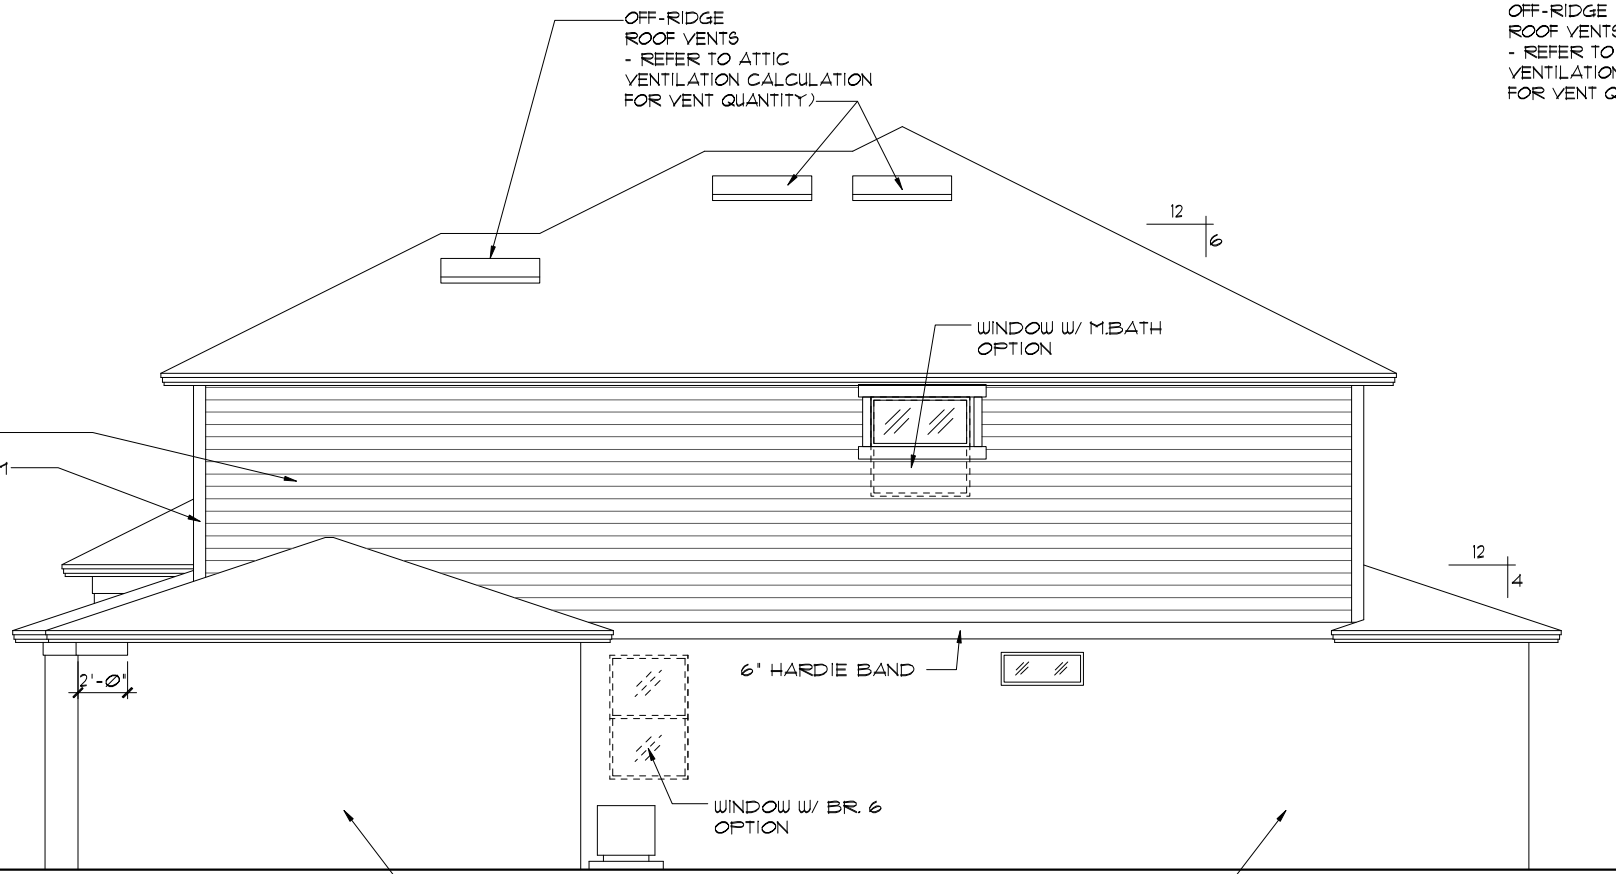 OFF-RIDGE
ROOF VENTS
- REFER TO ATTIC
VENTILATION CALCULATION
FOR VENT QUANTITY)
OFF-RIDGE
ROOF VENTS
- REFER TO
VENTILATION
FOR VENT Q
12
6
WINDOW W/ M.BATH
OPTION
12
4
6" HARDIE BAND
2'-0"
WINDOW W/ BR. 6
OPTION